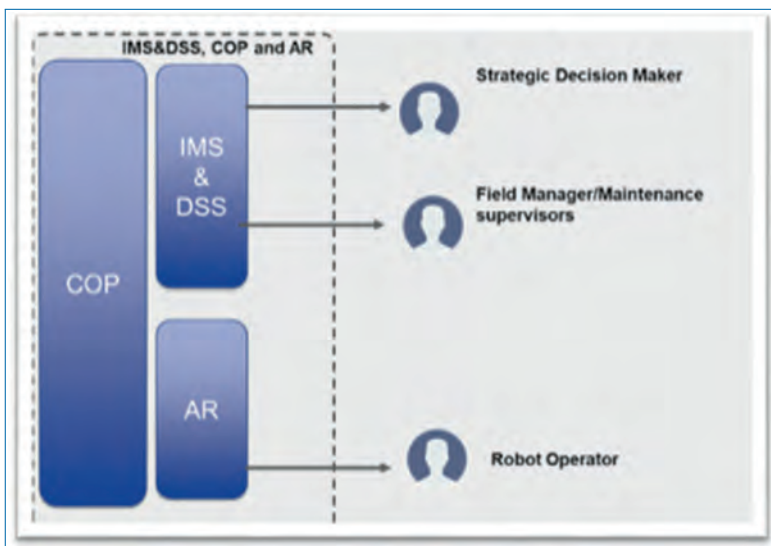 IMS&DSS, COP and AR
COP
IMS
&
DSS
AR
Strategic Decision Maker
Field Manager/Maintenance
supervisors
Robot Operator